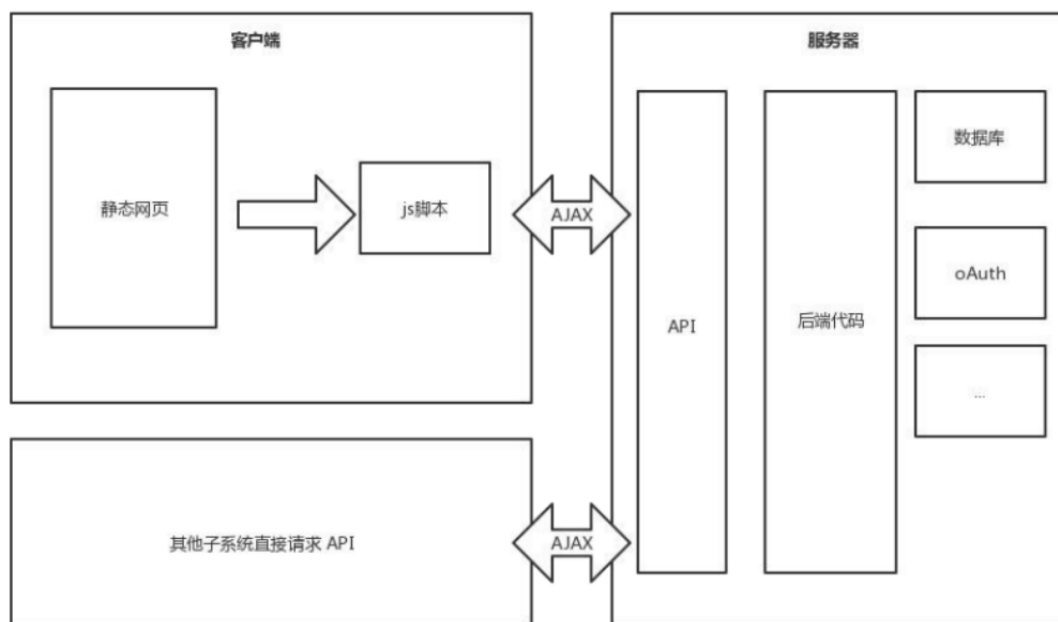 客户端
静态网页
js脚本
AJAX
其他子系统直接请求 API
AJAX
服务器
API
后端代码
数据库
oAuth
...